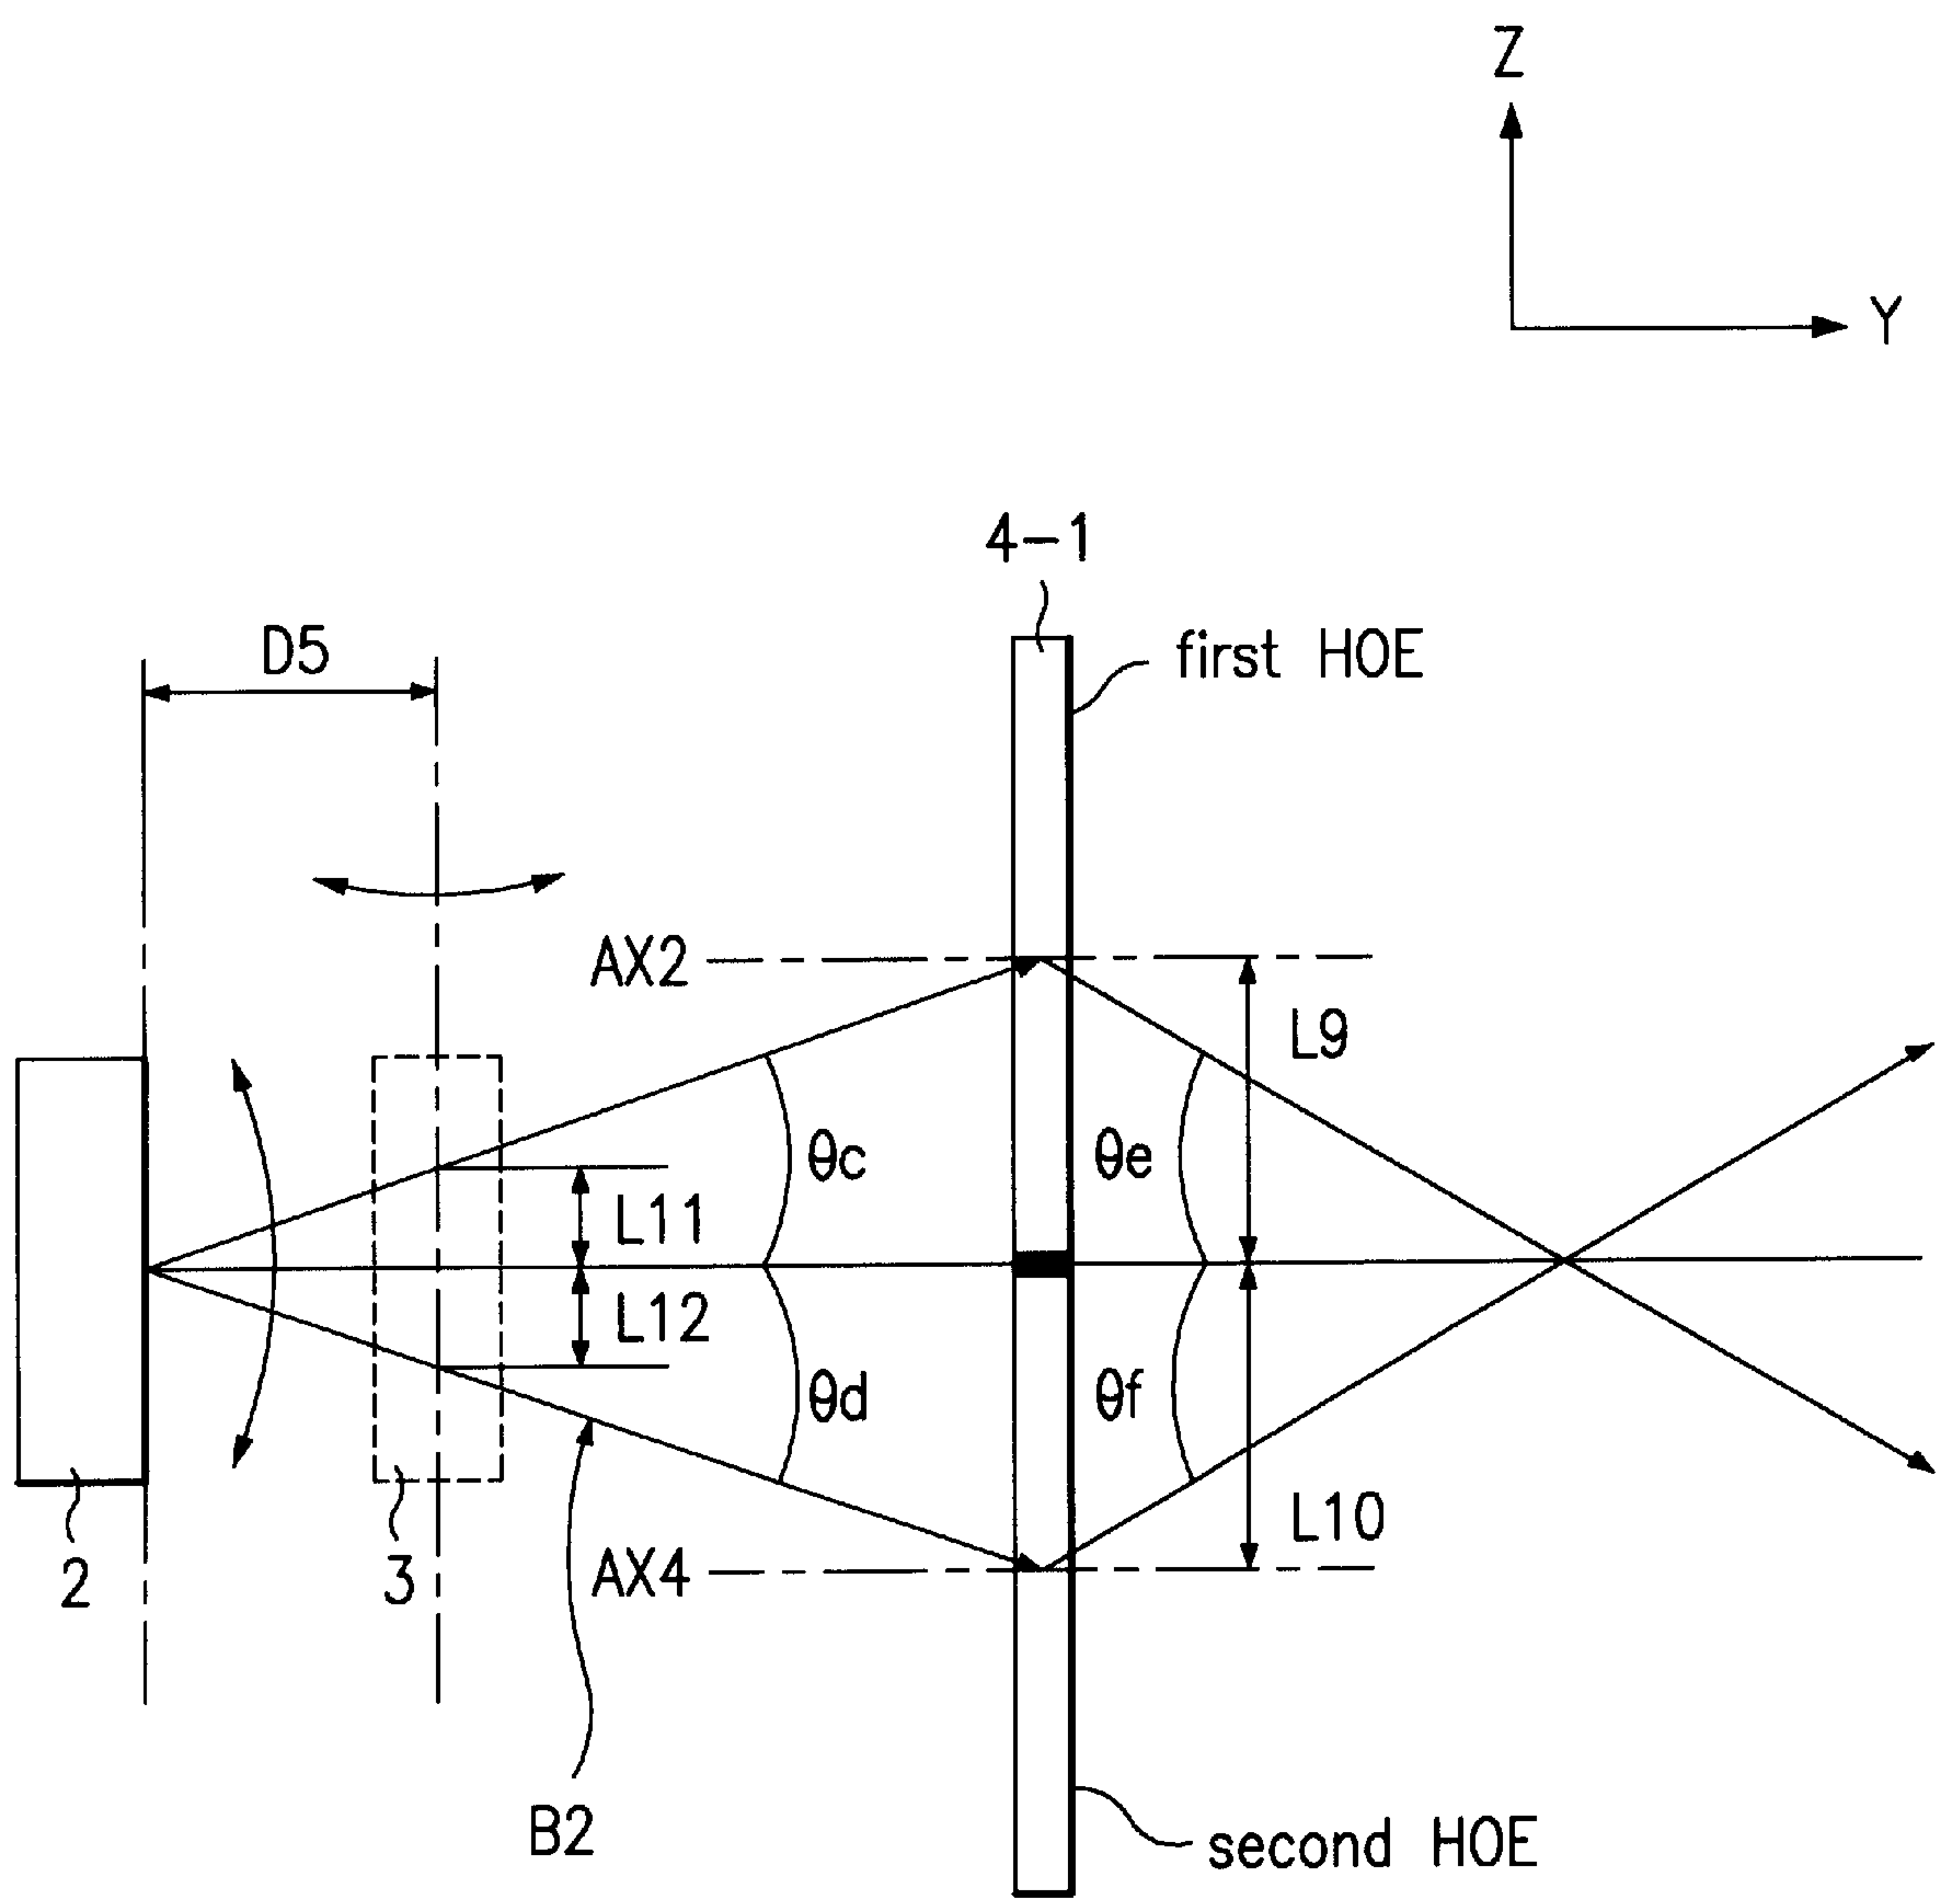 Z
Y
4-1
D5
first HOE
AX2
L9
θc
θe
L11
L12
θd
θf
L10
2
3
AX4
B2
second HOE